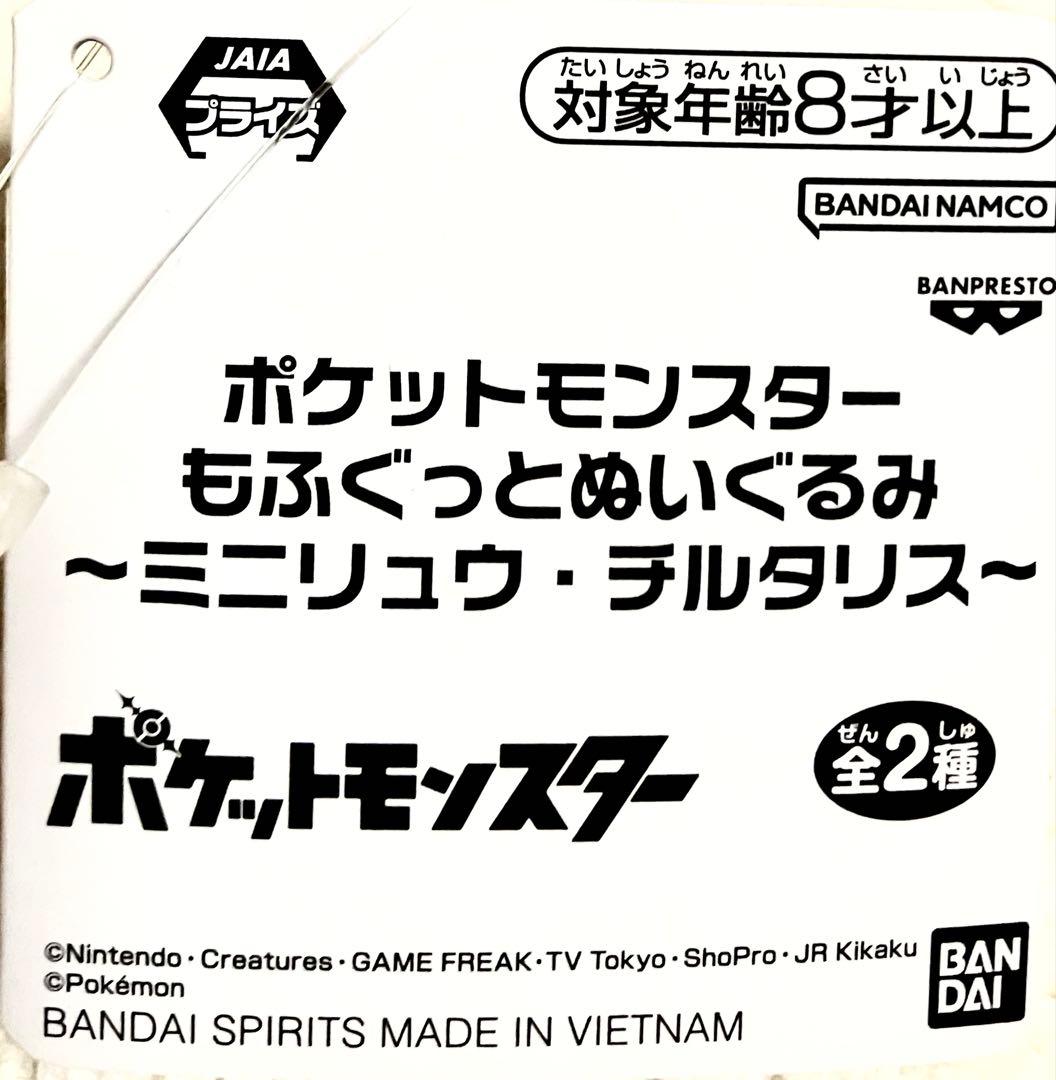 JAIA
プライズ
たいしょうねんれい さいいじょう
対象年齢8才以上
BANDAI NAMCO
BANPRESTO
ポケットモンスター
もふぐっとぬいぐるみ
～ミニリュウ・チルタリス～
ポケットモンスター
ぜん しゅ
全2種
©Nintendo・Creatures・GAME FREAK・TV Tokyo・ShoPro・JR Kikaku
©Pokémon
BANDAI SPIRITS MADE IN VIETNAM
BAN
DAI